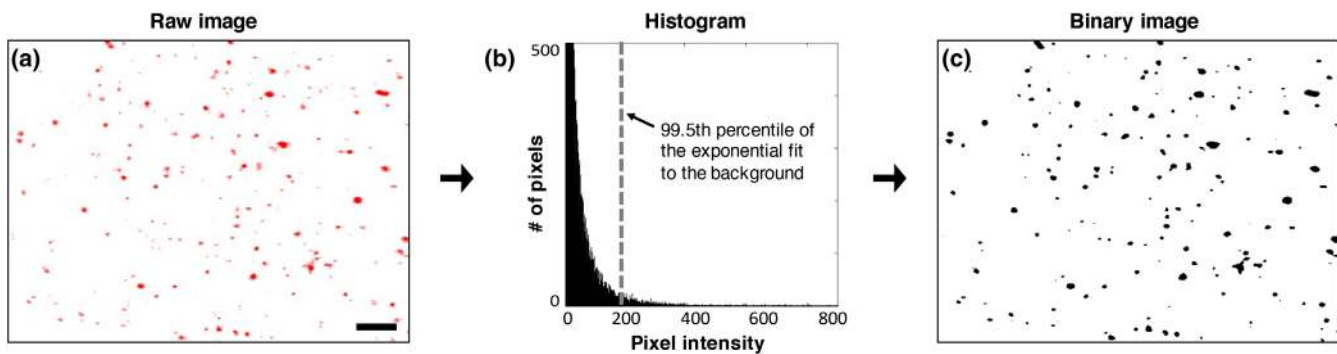 Raw image
Histogram
Binary image
(a)
(b)
500
0
# of pixels
99.5th percentile of
the exponential fit
to the background
0 200 400 600 800
Pixel intensity
(c)